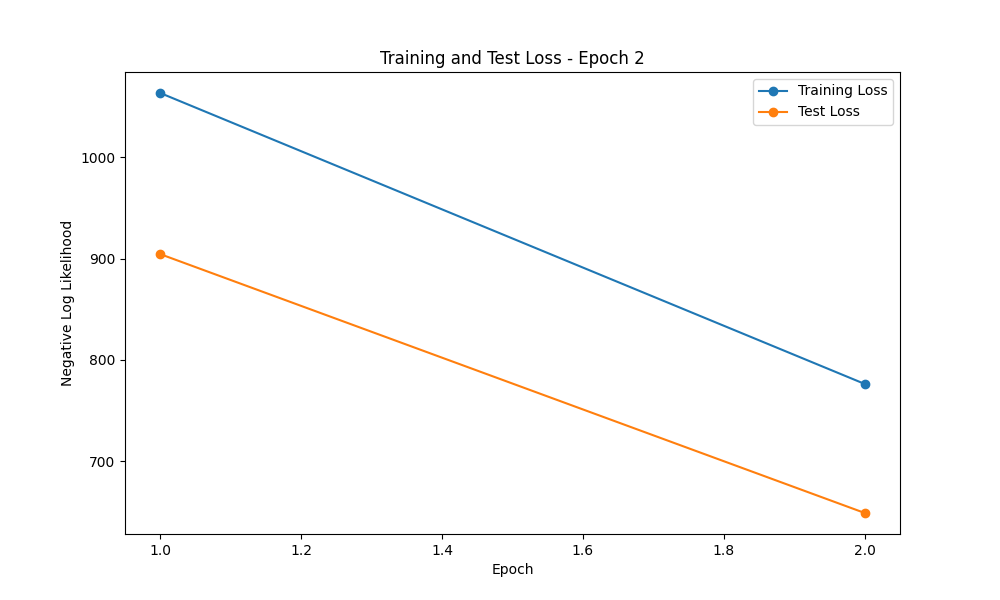 Training and Test Loss - Epoch 2
Training Loss
Test Loss
Negative Log Likelihood
1000
900
800
700
1.0 1.2 1.4 1.6 1.8 2.0
Epoch